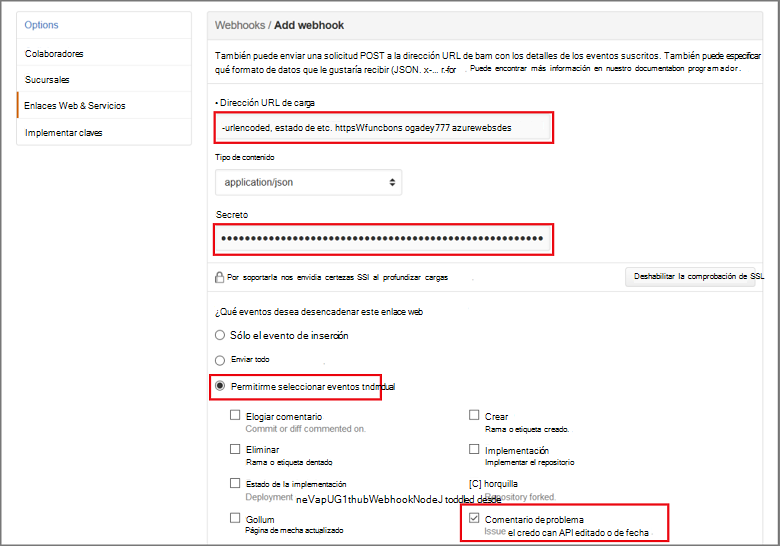 Options
Colaboradores
Sucursales
Enlaces Web & Servicios
Implementar claves
Webhooks / Add webhook
También puede enviar una solicitud POST a la dirección URL de bam con los detalles de los eventos suscritos. También puede especificar
qué formato de datos que le gustaría recibir (JSON. x-... r.-for . Puede encontrar más información en nuestro documentabon programador.
• Dirección URL de carga
-urlencoded, estado de etc. httpsWfuncbons ogadey777 azurewebsdes
Tipo de contenido
application/json
Secreto
Por soportarla nos envidia certezas SSI al profundizar cargas .
Deshabilitar la comprobación de SSL
¿Qué eventos desea desencadenar este enlace web
Sólo el evento de inserción
Enviar todo
Permitirme seleccionar eventos tndmdual
Elogiar comentario
Commit or diff commented on.
Crear
Rama o etiqueta creado.
Eliminar
Rama o etiqueta dentado
Implementación
Implementar el repositorio
Estado de la implementación
Deployment neVapUG1thubWebhookNodeJ toddled desde
[C] horquilla
Repository forked.
Gollum
Página de mecha actualizado
Comentario de problema
Issue el credo can API editado o de fecha